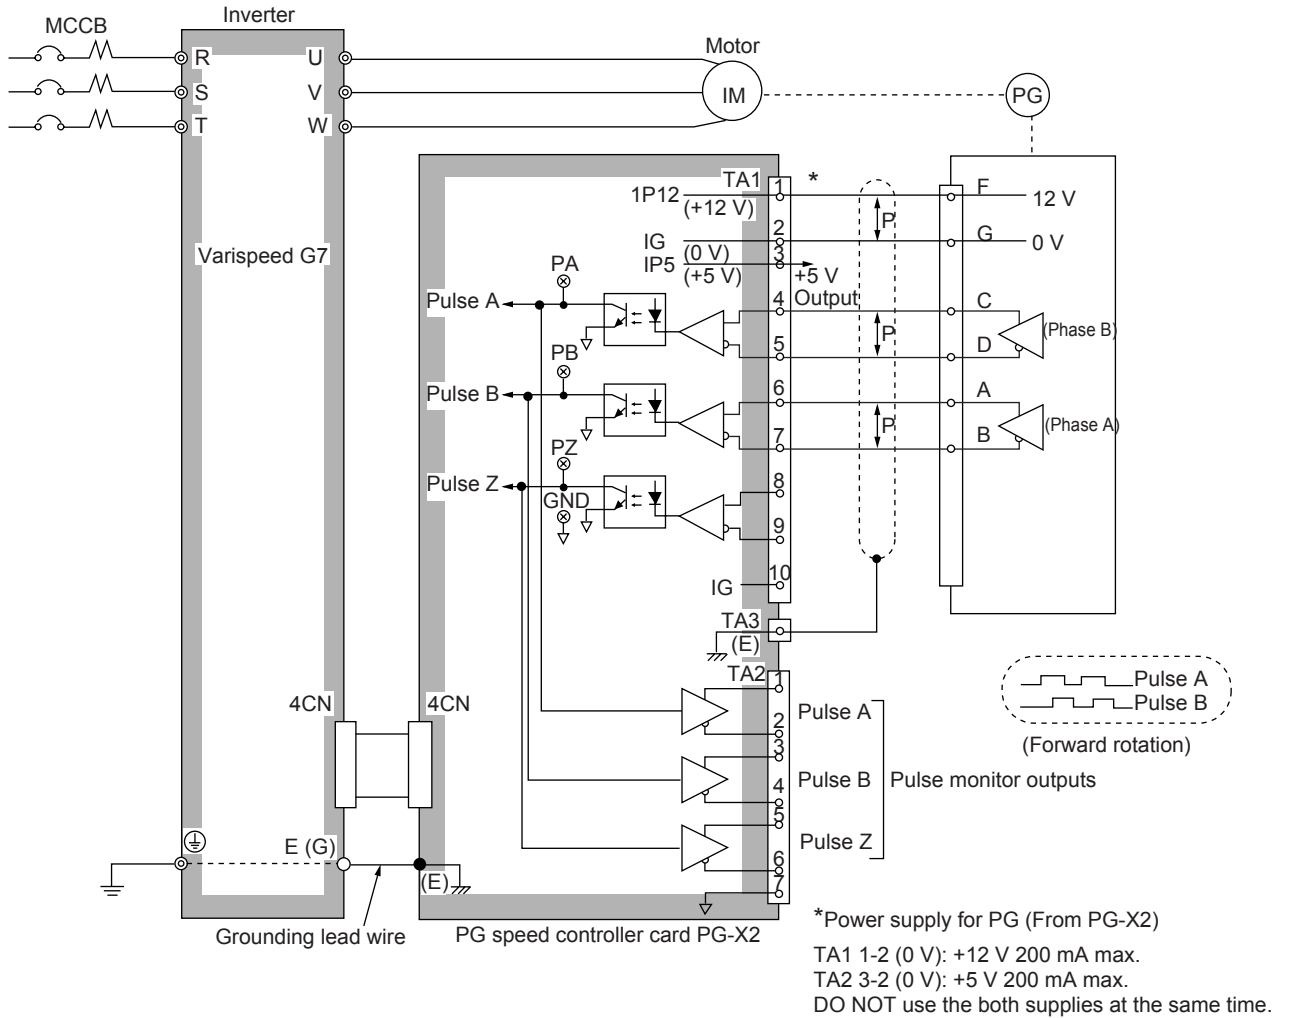 Inverter
MCCB
Motor
R
U
IM
PG
S
V
T
W
TA1
1
*
1P12
(+12 V)
F
12 V
P
2
IG
(0 V)
G
0 V
3
IP5
(+5 V)
+5 V
Output
Varispeed G7
PA
Pulse A
4
C
P
(Phase B)
5
D
PB
Pulse B
6
A
P
(Phase A)
7
B
PZ
Pulse Z
8
GND
9
10
IG
TA3
(E)
TA2
1
Pulse A
2
3
Pulse B
4
5
Pulse Z
6
7
Pulse monitor outputs
Pulse A
Pulse B
(Forward rotation)
4CN
4CN
E (G)
(E)
Grounding lead wire
PG speed controller card PG-X2
*Power supply for PG (From PG-X2)
TA1 1-2 (0 V): +12 V 200 mA max.
TA2 3-2 (0 V): +5 V 200 mA max.
DO NOT use the both supplies at the same time.